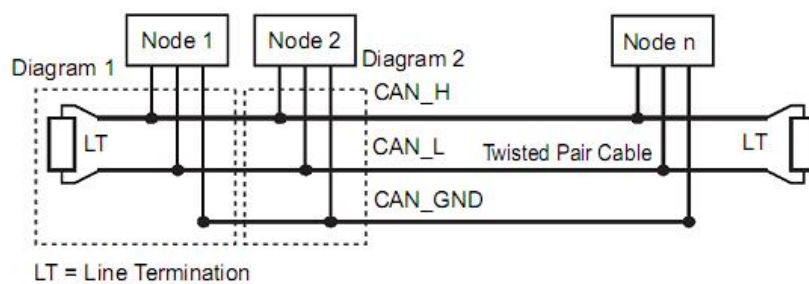 Node 1
Node 2
Node n
Diagram 1
Diagram 2
CAN_H
LT
CAN_L
Twisted Pair Cable
LT
CAN_GND
LT = Line Termination